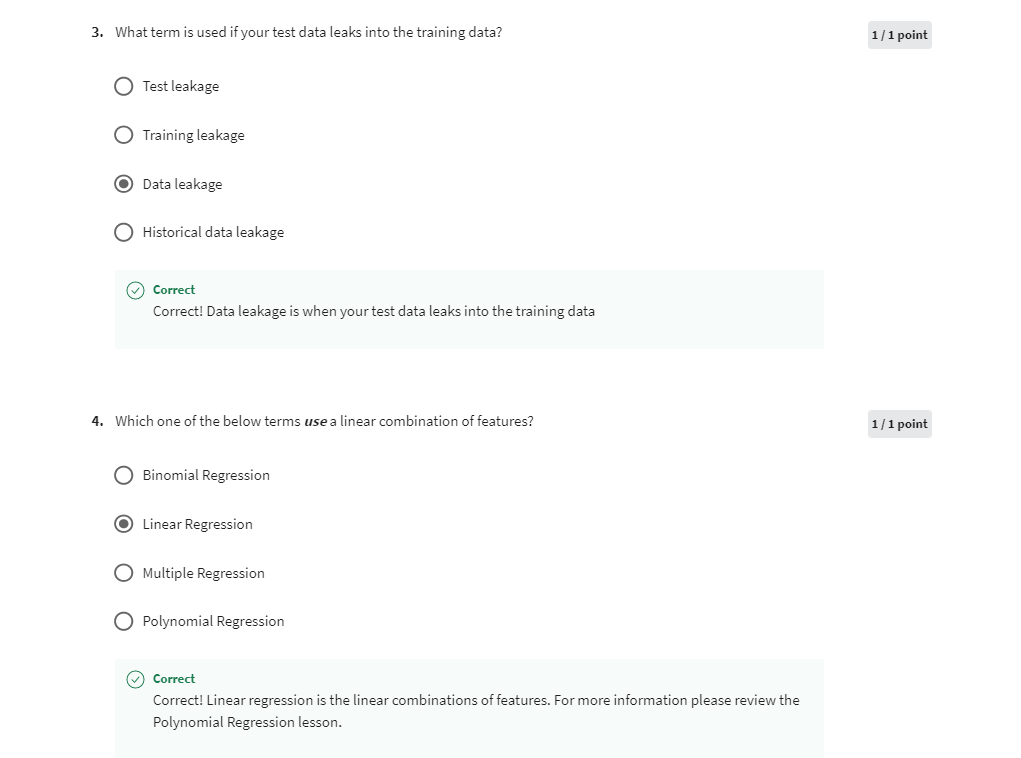 3. What term is used if your test data leaks into the training data?
1 / 1 point
Test leakage
Training leakage
Data leakage
Historical data leakage
Correct
Correct! Data leakage is when your test data leaks into the training data
4. Which one of the below terms use a linear combination of features?
1 / 1 point
Binomial Regression
Linear Regression
Multiple Regression
Polynomial Regression
Correct
Correct! Linear regression is the linear combinations of features. For more information please review the
Polynomial Regression lesson.